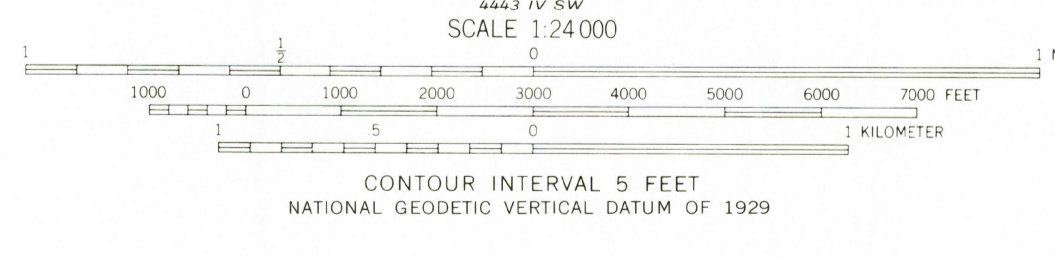 4443 IV SW
SCALE 1:24 000
1 1/2 0 1
1000 0 1000 2000 3000 4000 5000 6000 7000 FEET
1 .5 0 1 KILOMETER
CONTOUR INTERVAL 5 FEET
NATIONAL GEODETIC VERTICAL DATUM OF 1929